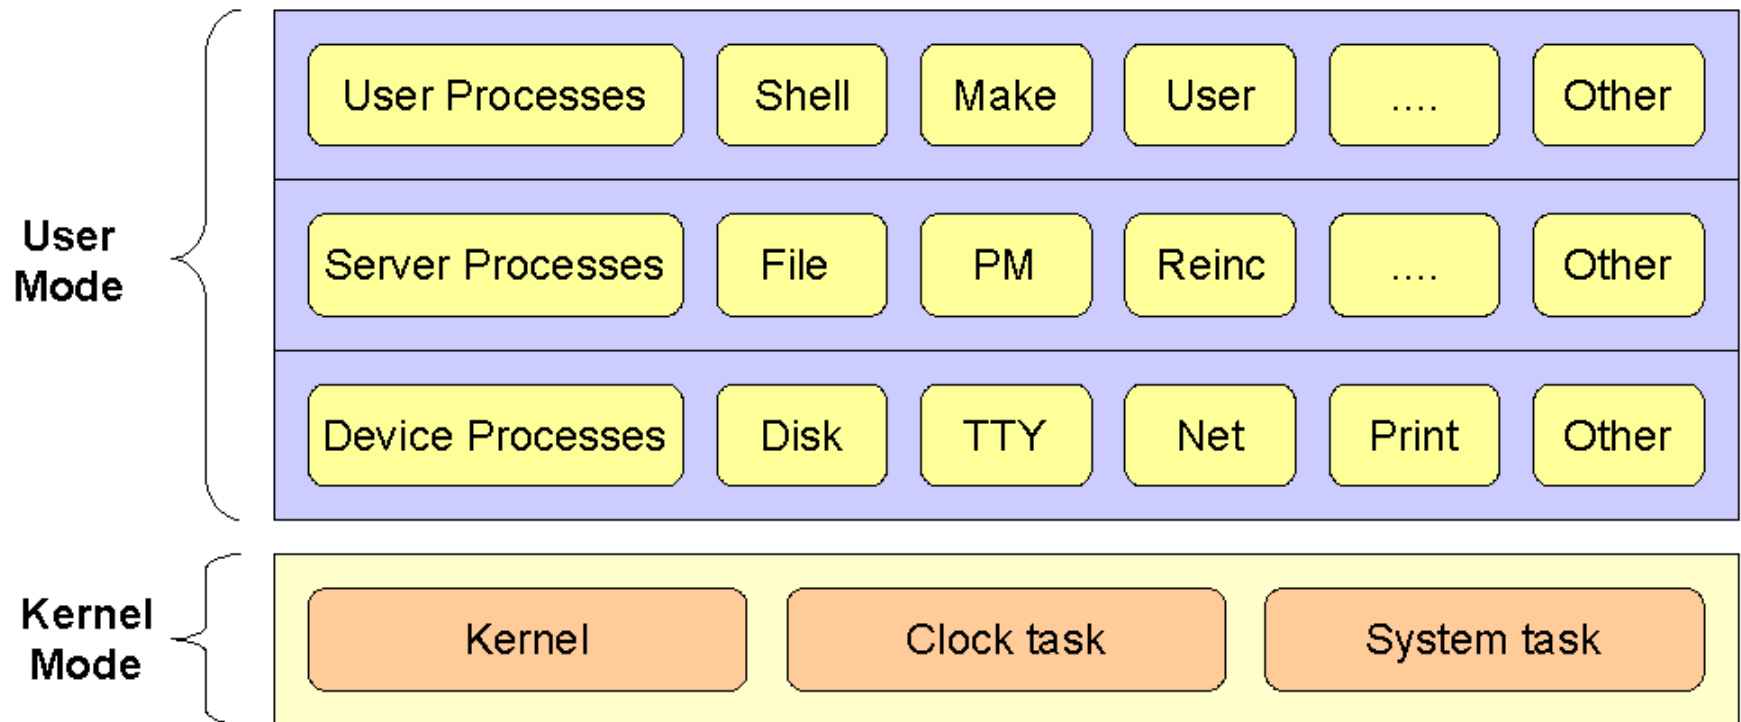 User Processes Shell Make User .... Other
User
Mode
Server Processes File PM Reinc .... Other
Device Processes Disk TTY Net Print Other
Kernel
Mode
Kernel Clock task System task